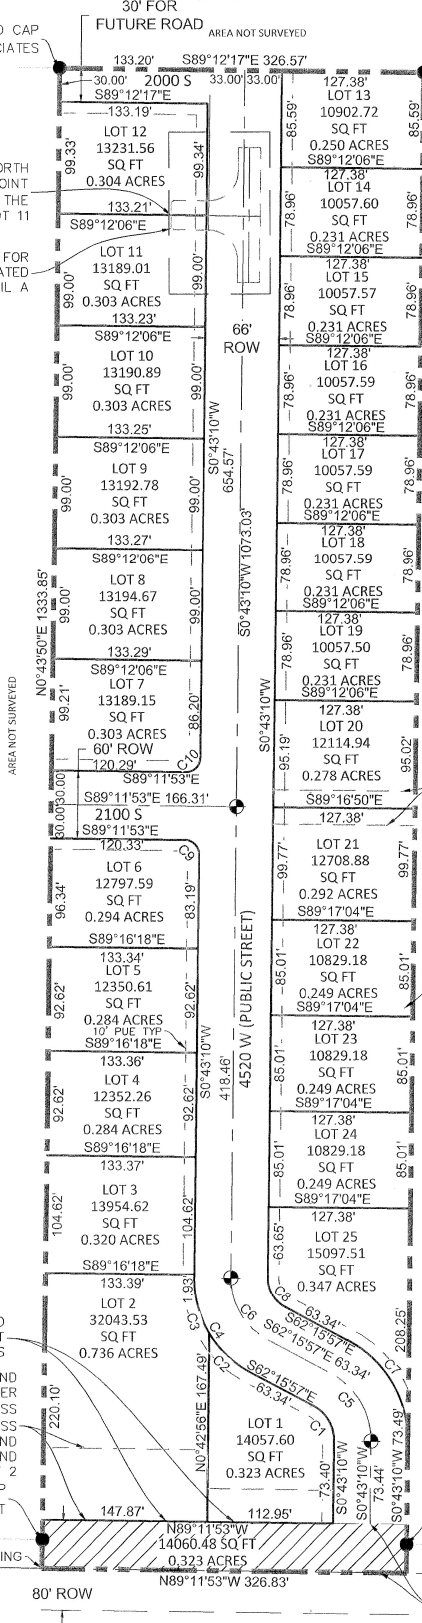 30' FOR
FUTURE ROAD
AREA NOT SURVEYED
D CAP
OCIATES
133.20'
S89°12'17"E 326.57'
30.00'
2000 S
33.00'
33.00'
S89°12'17"E
133.19'
LOT 12
13231.56
SQ FT
0.304 ACRES
99.33'
99.34'
133.21'
S89°12'06"E
ORTH
POINT
THE
OT 11
LOT 11
13189.01
SQ FT
0.303 ACRES
99.00'
99.00'
133.23'
S89°12'06"E
FOR
ATED
IL A
LOT 10
13190.89
SQ FT
0.303 ACRES
99.00'
99.00'
133.25'
S89°12'06"E
LOT 9
13192.78
SQ FT
0.303 ACRES
99.00'
99.00'
133.27'
S89°12'06"E
LOT 8
13194.67
SQ FT
0.303 ACRES
99.00'
99.00'
133.29'
S89°12'06"E
LOT 7
13189.15
SQ FT
0.303 ACRES
99.21'
86.20'
C10
60' ROW
120.29'
S89°11'53"E
30.00'
30.00'
S89°11'53"E 166.31'
2100 S
S89°11'53"E
120.33'
C9
N0°43'50"E 1333.85'
AREA NOT SURVEYED
LOT 6
12797.59
SQ FT
0.294 ACRES
96.34'
83.19'
S89°16'18"E
133.34'
LOT 5
12350.61
SQ FT
0.284 ACRES
92.62'
92.62'
10' PUE TYP
S89°16'18"E
133.36'
LOT 4
12352.26
SQ FT
0.284 ACRES
92.62'
92.62'
S89°16'18"E
133.37'
LOT 3
13954.62
SQ FT
0.320 ACRES
104.62'
104.62'
S89°16'18"E
133.39'
LOT 2
32043.53
SQ FT
0.736 ACRES
1.93'
C3
C4
C2
220.10'
N0°42'56"E 167.49'
66'
ROW
S0°43'10"W
654.57'
S0°43'10"W 1073.03'
S0°43'10"W
S0°43'10"W
418.46'
4520 W (PUBLIC STREET)
127.38'
LOT 13
10902.72
SQ FT
0.250 ACRES
85.59'
85.59'
S89°12'06"E
127.38'
LOT 14
10057.60
SQ FT
0.231 ACRES
78.96'
78.96'
S89°12'06"E
127.38'
LOT 15
10057.57
SQ FT
0.231 ACRES
78.96'
78.96'
S89°12'06"E
127.38'
LOT 16
10057.59
SQ FT
0.231 ACRES
78.96'
78.96'
S89°12'06"E
127.38'
LOT 17
10057.59
SQ FT
0.231 ACRES
78.96'
78.96'
S89°12'06"E
127.38'
LOT 18
10057.59
SQ FT
0.231 ACRES
78.96'
78.96'
S89°12'06"E
127.38'
LOT 19
10057.50
SQ FT
0.231 ACRES
78.96'
78.96'
S89°12'06"E
127.38'
LOT 20
12114.94
SQ FT
0.278 ACRES
95.19'
95.02'
S89°16'50"E
127.38'
LOT 21
12708.88
SQ FT
0.292 ACRES
99.77'
99.77'
S89°17'04"E
127.38'
LOT 22
10829.18
SQ FT
0.249 ACRES
85.01'
85.01'
S89°17'04"E
127.38'
LOT 23
10829.18
SQ FT
0.249 ACRES
85.01'
85.01'
S89°17'04"E
127.38'
LOT 24
10829.18
SQ FT
0.249 ACRES
85.01'
85.01'
S89°17'04"E
127.38'
LOT 25
15097.51
SQ FT
0.347 ACRES
63.65'
208.25'
C8
63.34'
S62°15'57"E
C6
S62°15'57"E 63.34'
C7
C5
S62°15'57"E
63.34'
C1
LOT 1
14057.60
SQ FT
0.323 ACRES
73.40'
S0°43'10"W
S0°43'10"W
73.44'
S0°43'10"W 73.49'
147.87'
112.95'
N89°11'53"W
14060.48 SQ FT
0.323 ACRES
N89°11'53"W 326.83'
80' ROW